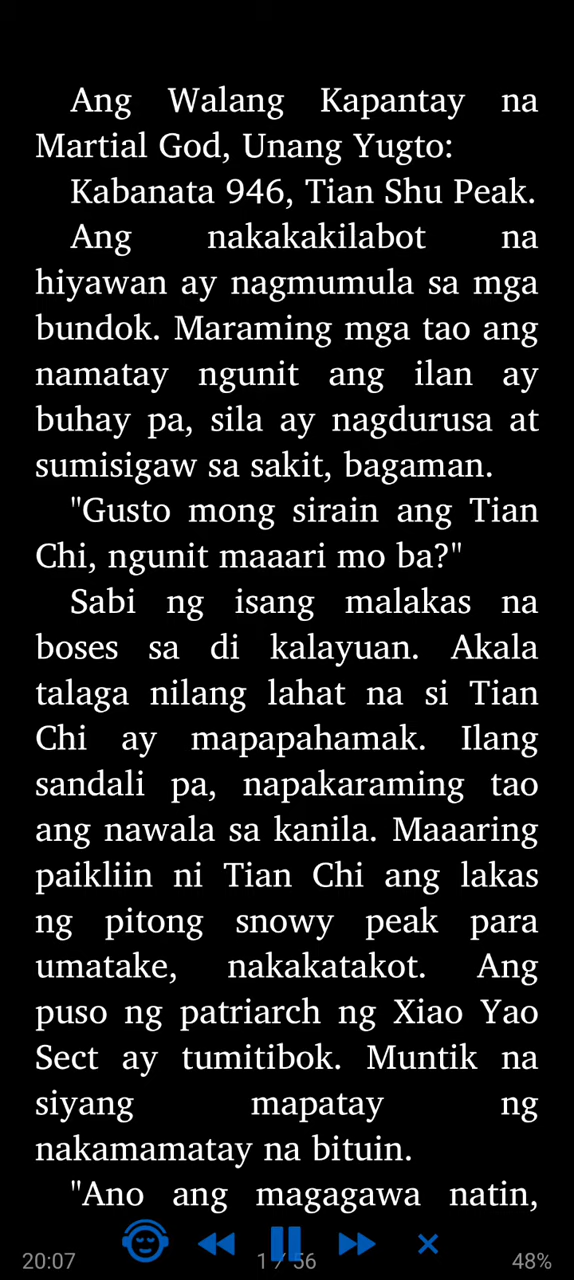 Ang Walang Kapantay na
Martial God, Unang Yugto:
Kabanata 946, Tian Shu Peak.
Ang nakakakilabot na
hiyawan ay nagmumula sa mga
bundok. Maraming mga tao ang
namatay ngunit ang ilan ay
buhay pa, sila ay nagdurusa at
sumisigaw sa sakit, bagaman.
"Gusto mong sirain ang Tian
Chi, ngunit maaari mo ba?"
Sabi ng isang malakas na
boses sa di kalayuan. Akala
talaga nilang lahat na si Tian
Chi ay mapapahamak. Ilang
sandali pa, napakaraming tao
ang nawala sa kanila. Maaaring
paikliin ni Tian Chi ang lakas
ng pitong snowy peak para
umatake, nakakatakot. Ang
puso ng patriarch ng Xiao Yao
Sect ay tumitibok. Muntik na
siyang mapatay ng
nakamamatay na bituin.
"Ano ang magagawa natin,
20:07 1 / 56 48%